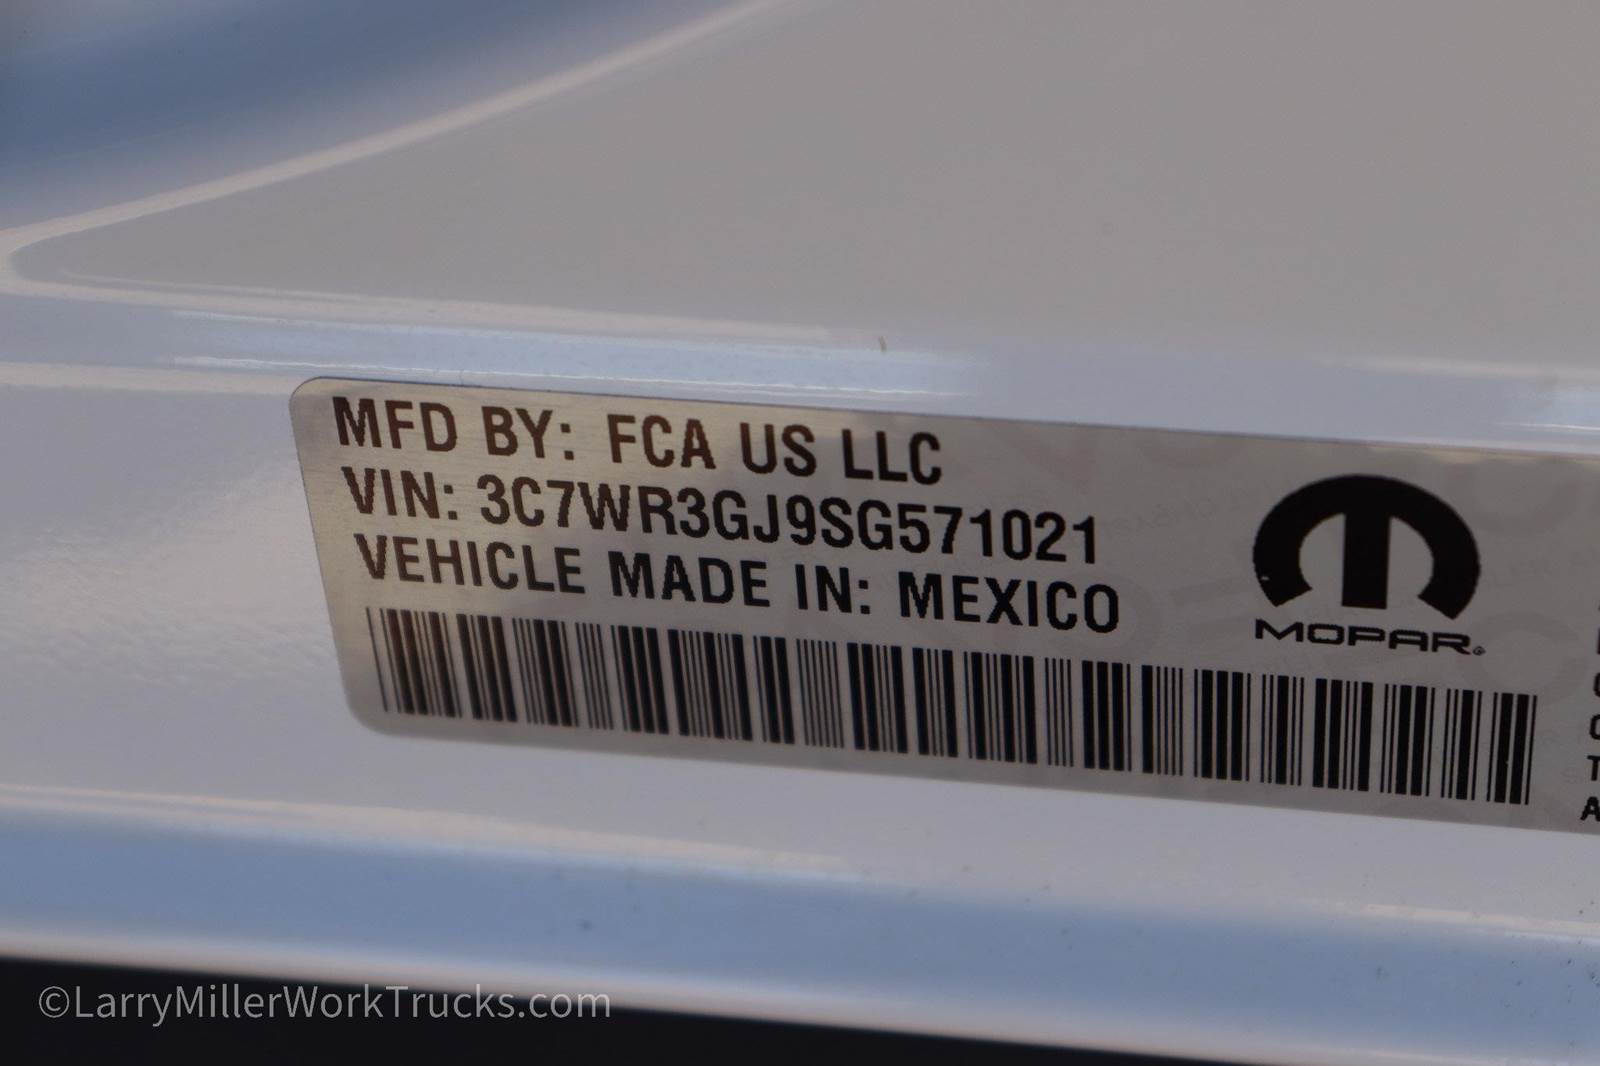 MFD BY: FCA US LLC
VIN: 3C7WR3GJ9SG571021
VEHICLE MADE IN: MEXICO
MOPAR
©LarryMillerWorkTrucks.com